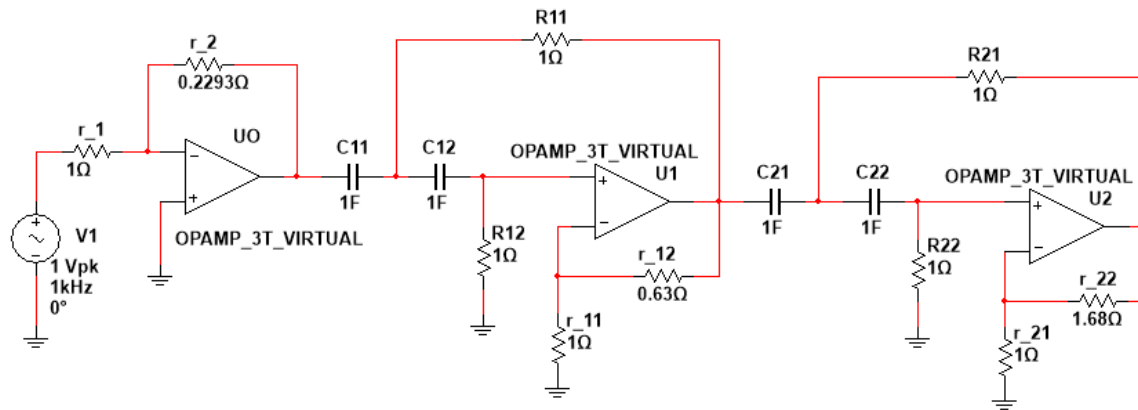 R11
1Ω
r_2
0.2293Ω
R21
1Ω
r_1
1Ω
UO
C11
1F
C12
1F
OPAMP_3T_VIRTUAL
U1
C21
1F
C22
1F
OPAMP_3T_VIRTUAL
U2
V1
1 Vpk
1kHz
0°
OPAMP_3T_VIRTUAL
R12
1Ω
r_12
0.63Ω
r_11
1Ω
R22
1Ω
r_22
1.68Ω
r_21
1Ω